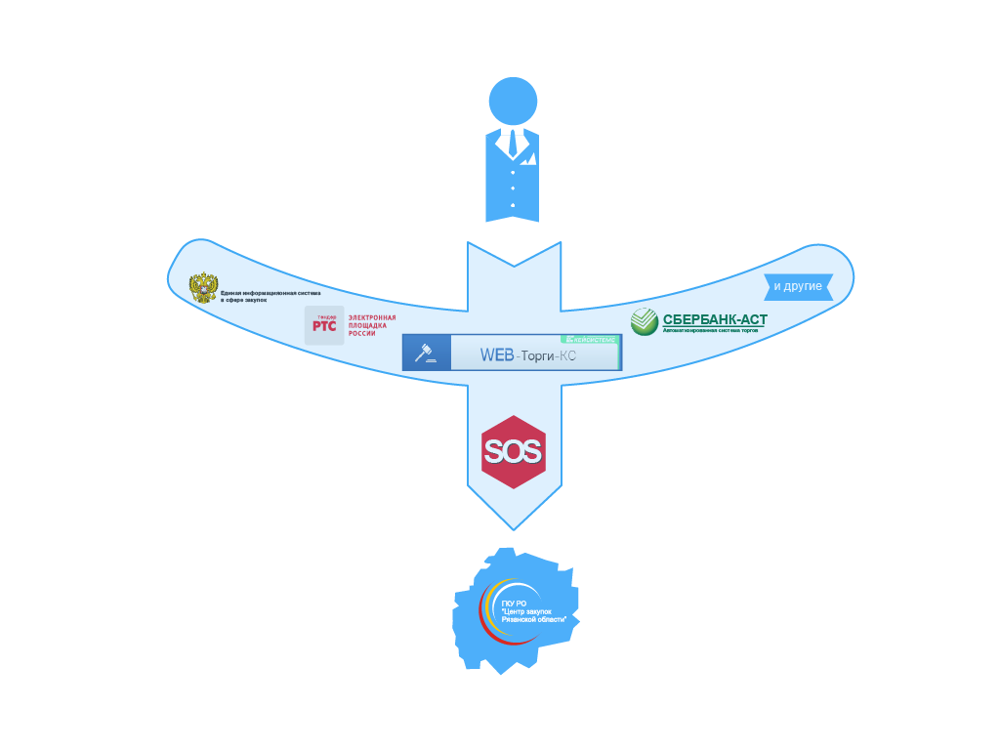 Единая информационная система
в сфере закупок
тендер
РТС
ЭЛЕКТРОННАЯ
ПЛОЩАДКА
РОССИИ
WEB-Торги-КС
СБЕРБАНК-АСТ
Автоматизированная система торгов
и другие
SOS
ГКУ РО
"Центр закупок
Рязанской области"